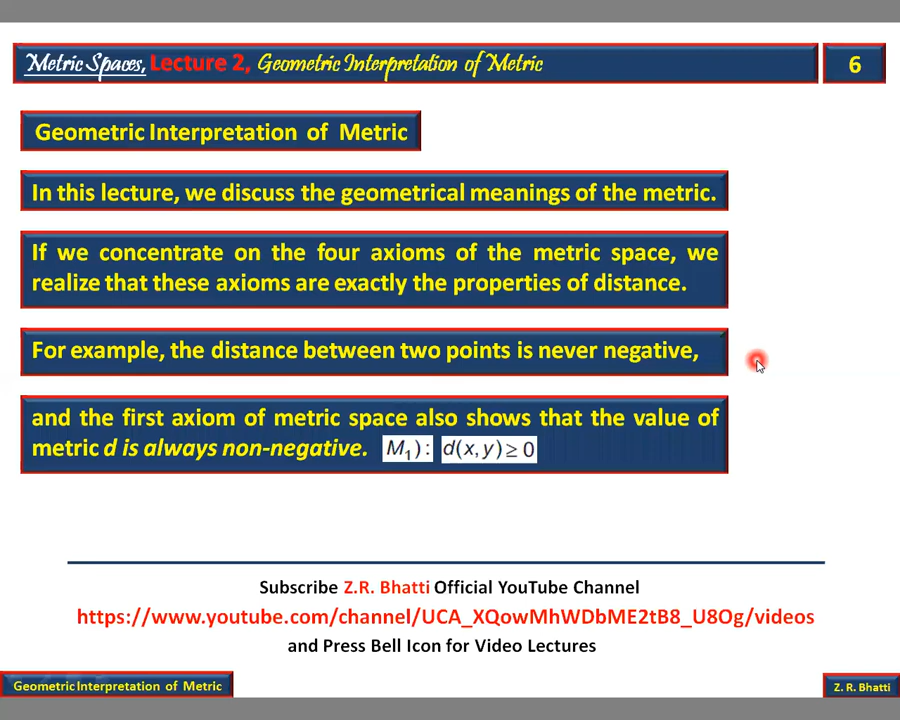 Metric Spaces, Lecture 2, Geometric Interpretation of Metric
6
Geometric Interpretation of Metric
In this lecture, we discuss the geometrical meanings of the metric.
If we concentrate on the four axioms of the metric space, we
realize that these axioms are exactly the properties of distance.
For example, the distance between two points is never negative,
and the first axiom of metric space also shows that the value of
metric d is always non-negative. M₁): d(x,y) ≥ 0
Subscribe Z.R. Bhatti Official YouTube Channel
https://www.youtube.com/channel/UCA_XQowMhWDbME2tB8_U8Og/videos
and Press Bell Icon for Video Lectures
Geometric Interpretation of Metric
Z. R. Bhatti